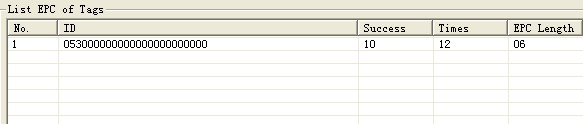 List EPC of Tags
No. ID Success Times EPC Length
1 053000000000000000000000 10 12 06